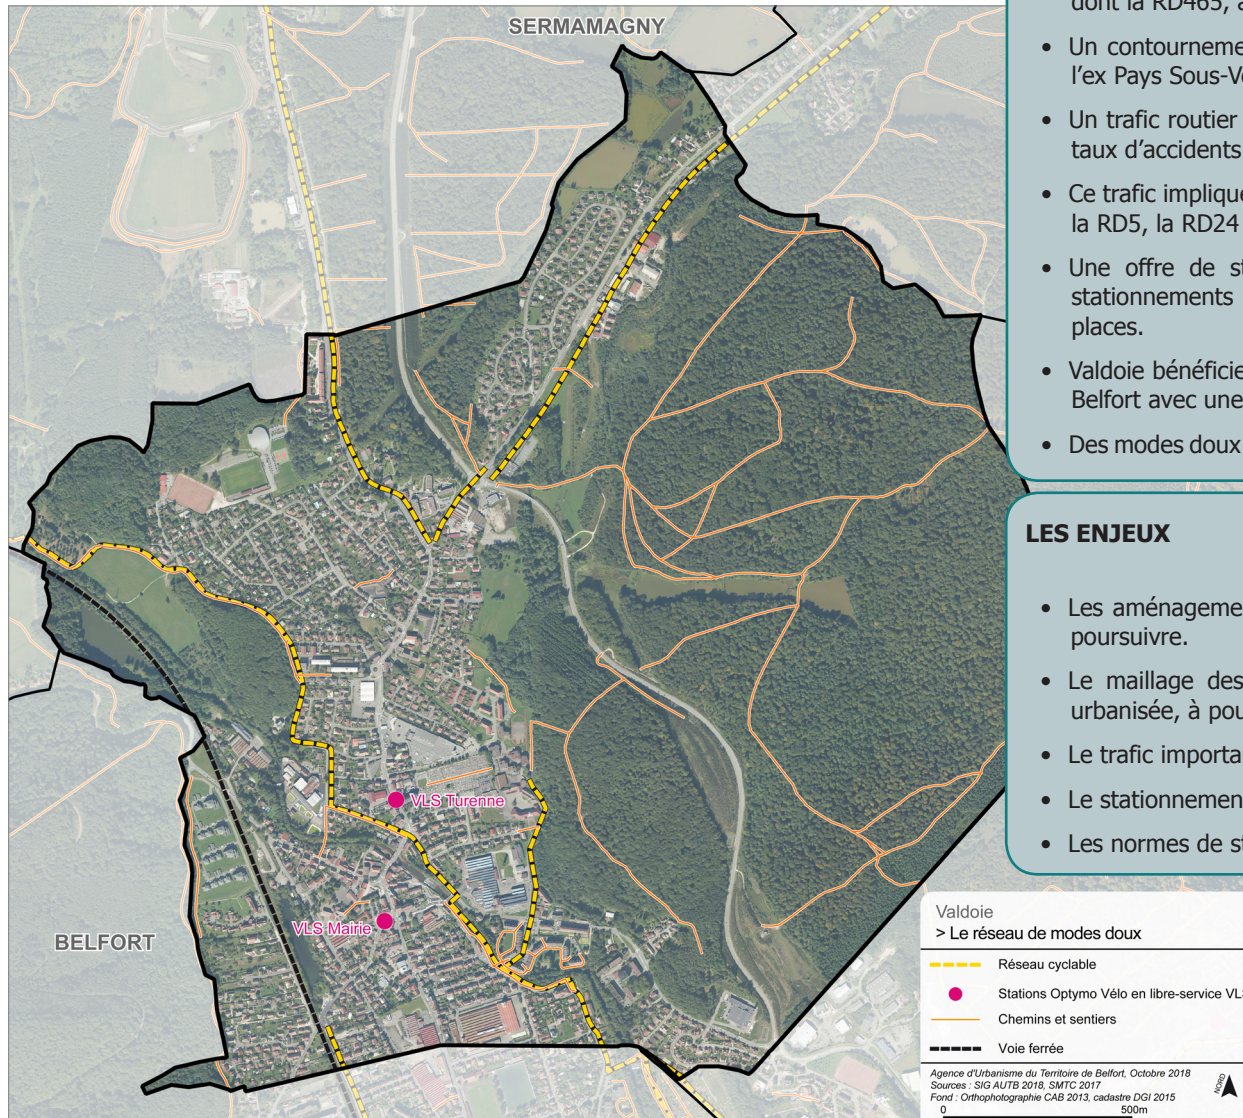 SERMAMAGNY
BELFORT
VLS Turenne
VLS Mairie
dont la RD465, a
• Un contourneme
l'ex Pays Sous-V
• Un trafic routier
taux d'accidents
• Ce trafic implique
la RD5, la RD24
• Une offre de st
stationnements
places.
• Valdoie bénéficie
Belfort avec une
• Des modes doux
LES ENJEUX
• Les aménageme
poursuivre.
• Le maillage des
urbanisée, à pou
• Le trafic importa
• Le stationnemen
• Les normes de st
Valdoie
> Le réseau de modes doux
Réseau cyclable
Stations Optymo Vélo en libre-service VLS
Chemins et sentiers
Voie ferrée
Agence d'Urbanisme du Territoire de Belfort, Octobre 2018
Sources : SIG AUTB 2018, SMTC 2017
Fond : Orthophotographie CAB 2013, cadastre DGI 2015
0 500m
NORD